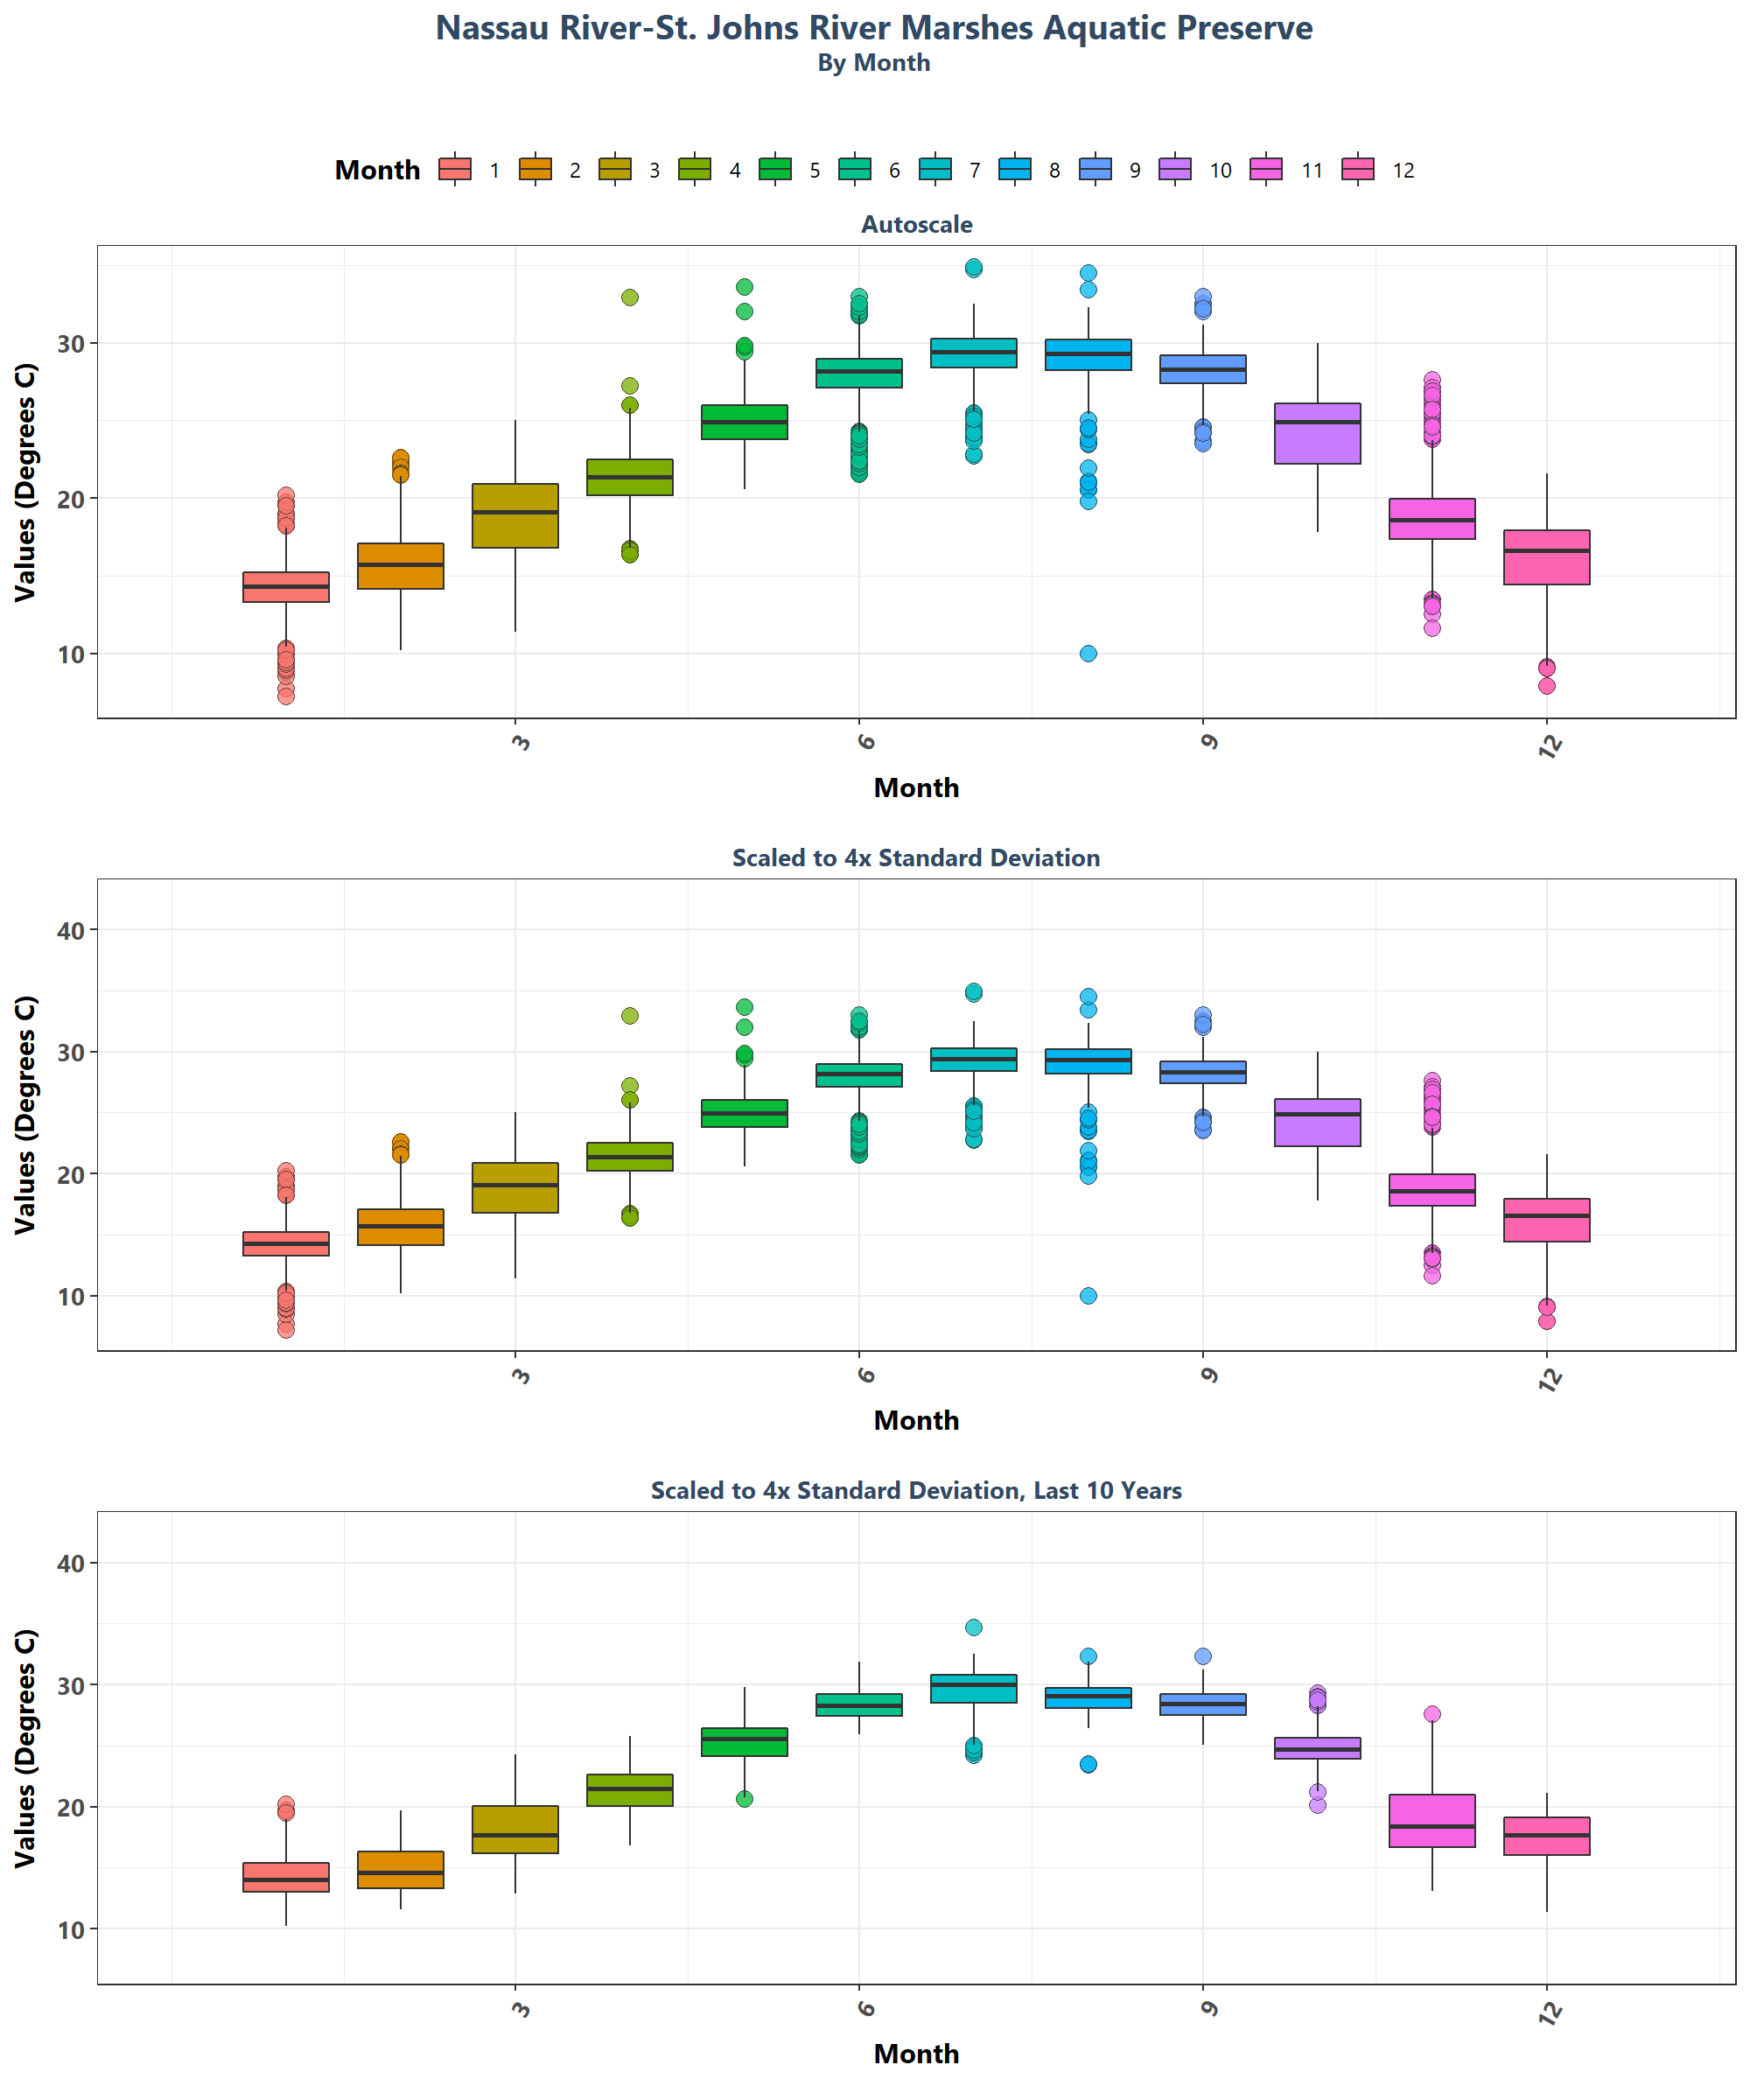 Nassau River-St. Johns River Marshes Aquatic Preserve
By Month
Month 1 2 3 4 5 6 7 8 9 10 11 12
Autoscale
Values (Degrees C)
30
20
10
3 6 9 12
Month
Scaled to 4x Standard Deviation
Values (Degrees C)
40
30
20
10
3 6 9 12
Month
Scaled to 4x Standard Deviation, Last 10 Years
Values (Degrees C)
40
30
20
10
3 6 9 12
Month